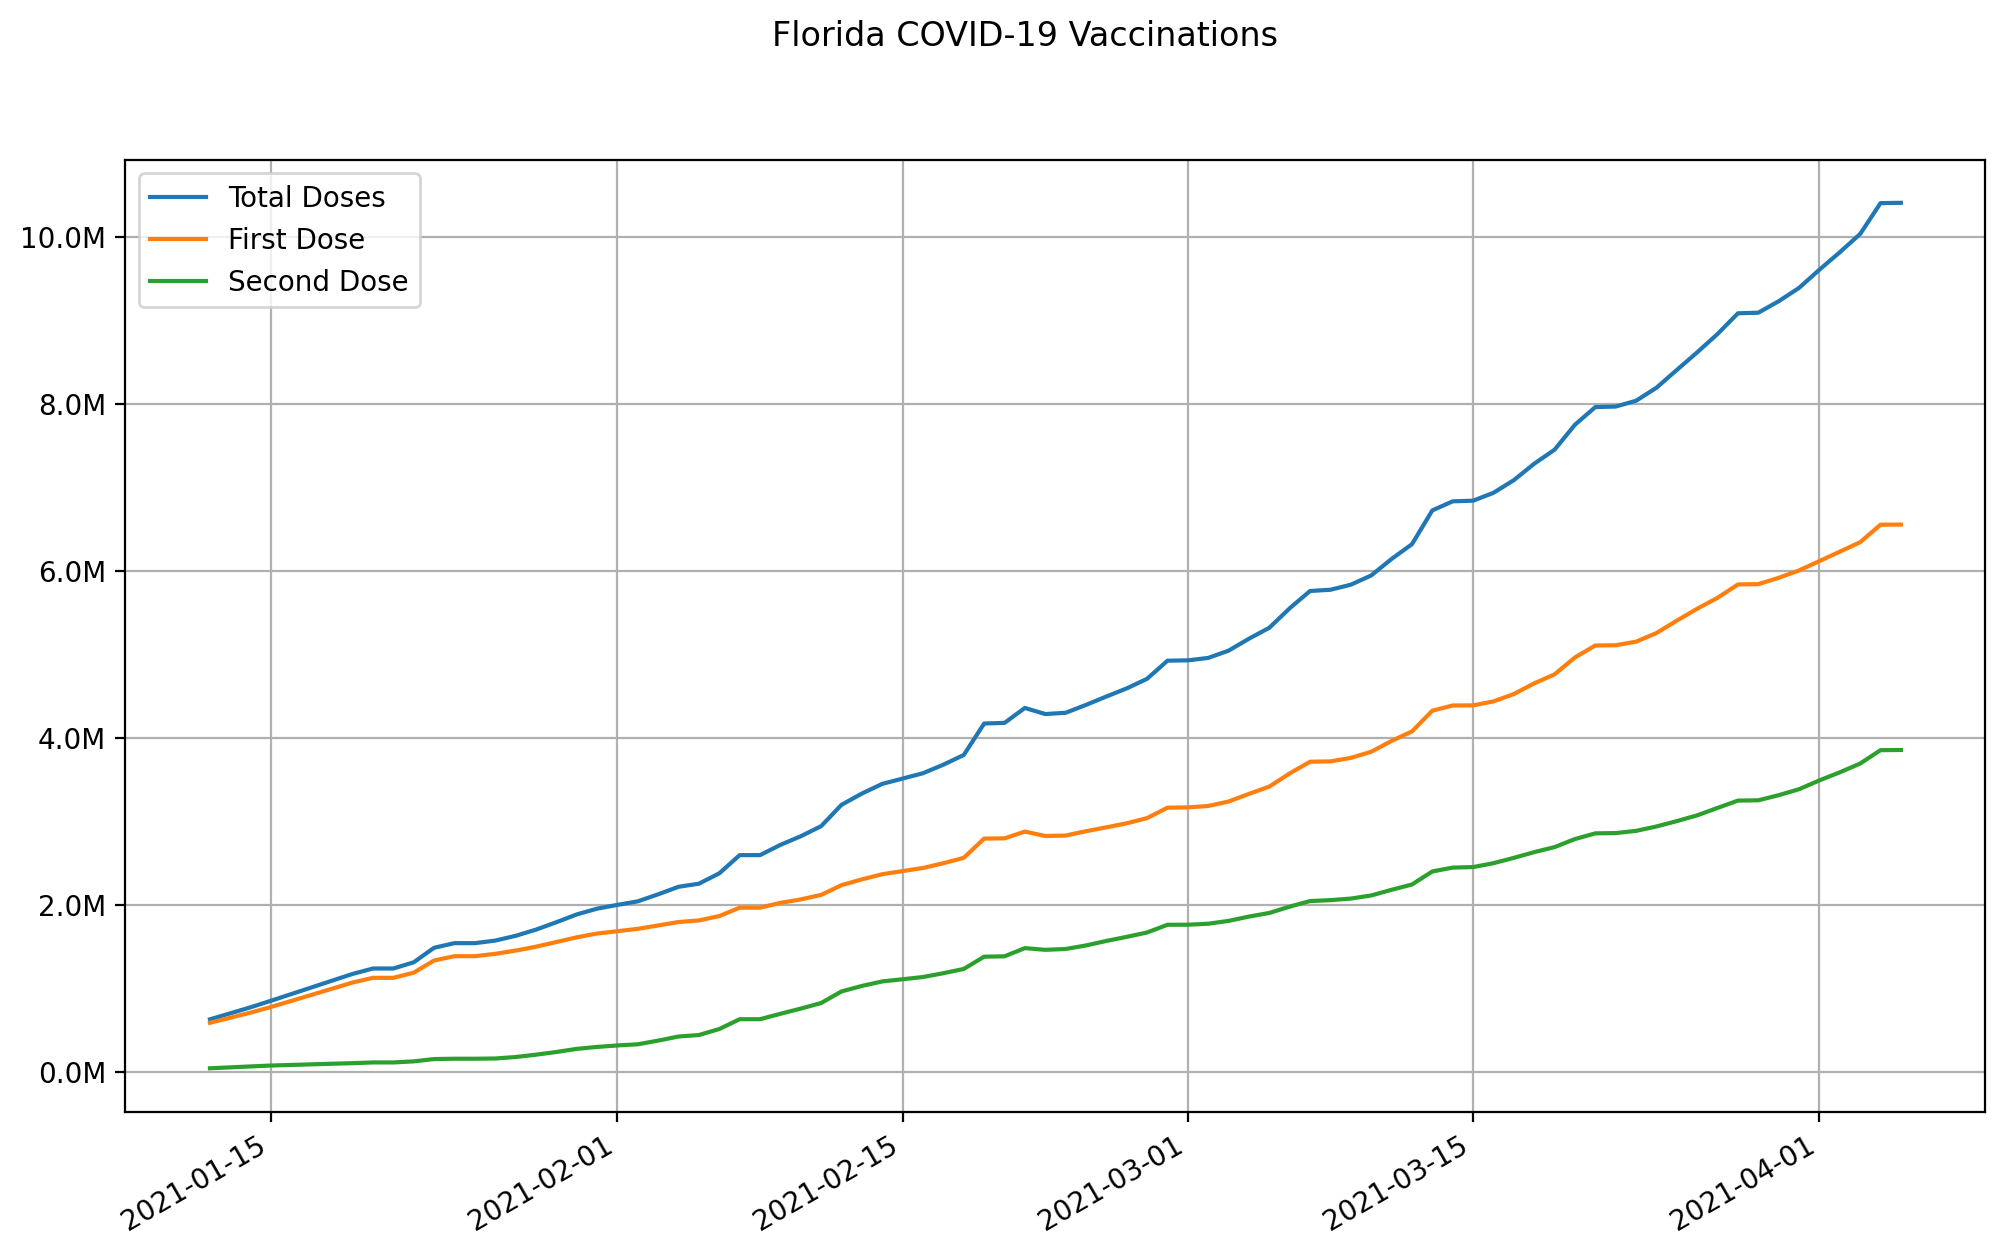 Florida COVID-19 Vaccinations
Total Doses
First Dose
Second Dose
10.0M
8.0M
6.0M
4.0M
2.0M
0.0M
2021-01-15
2021-02-01
2021-02-15
2021-03-01
2021-03-15
2021-04-01